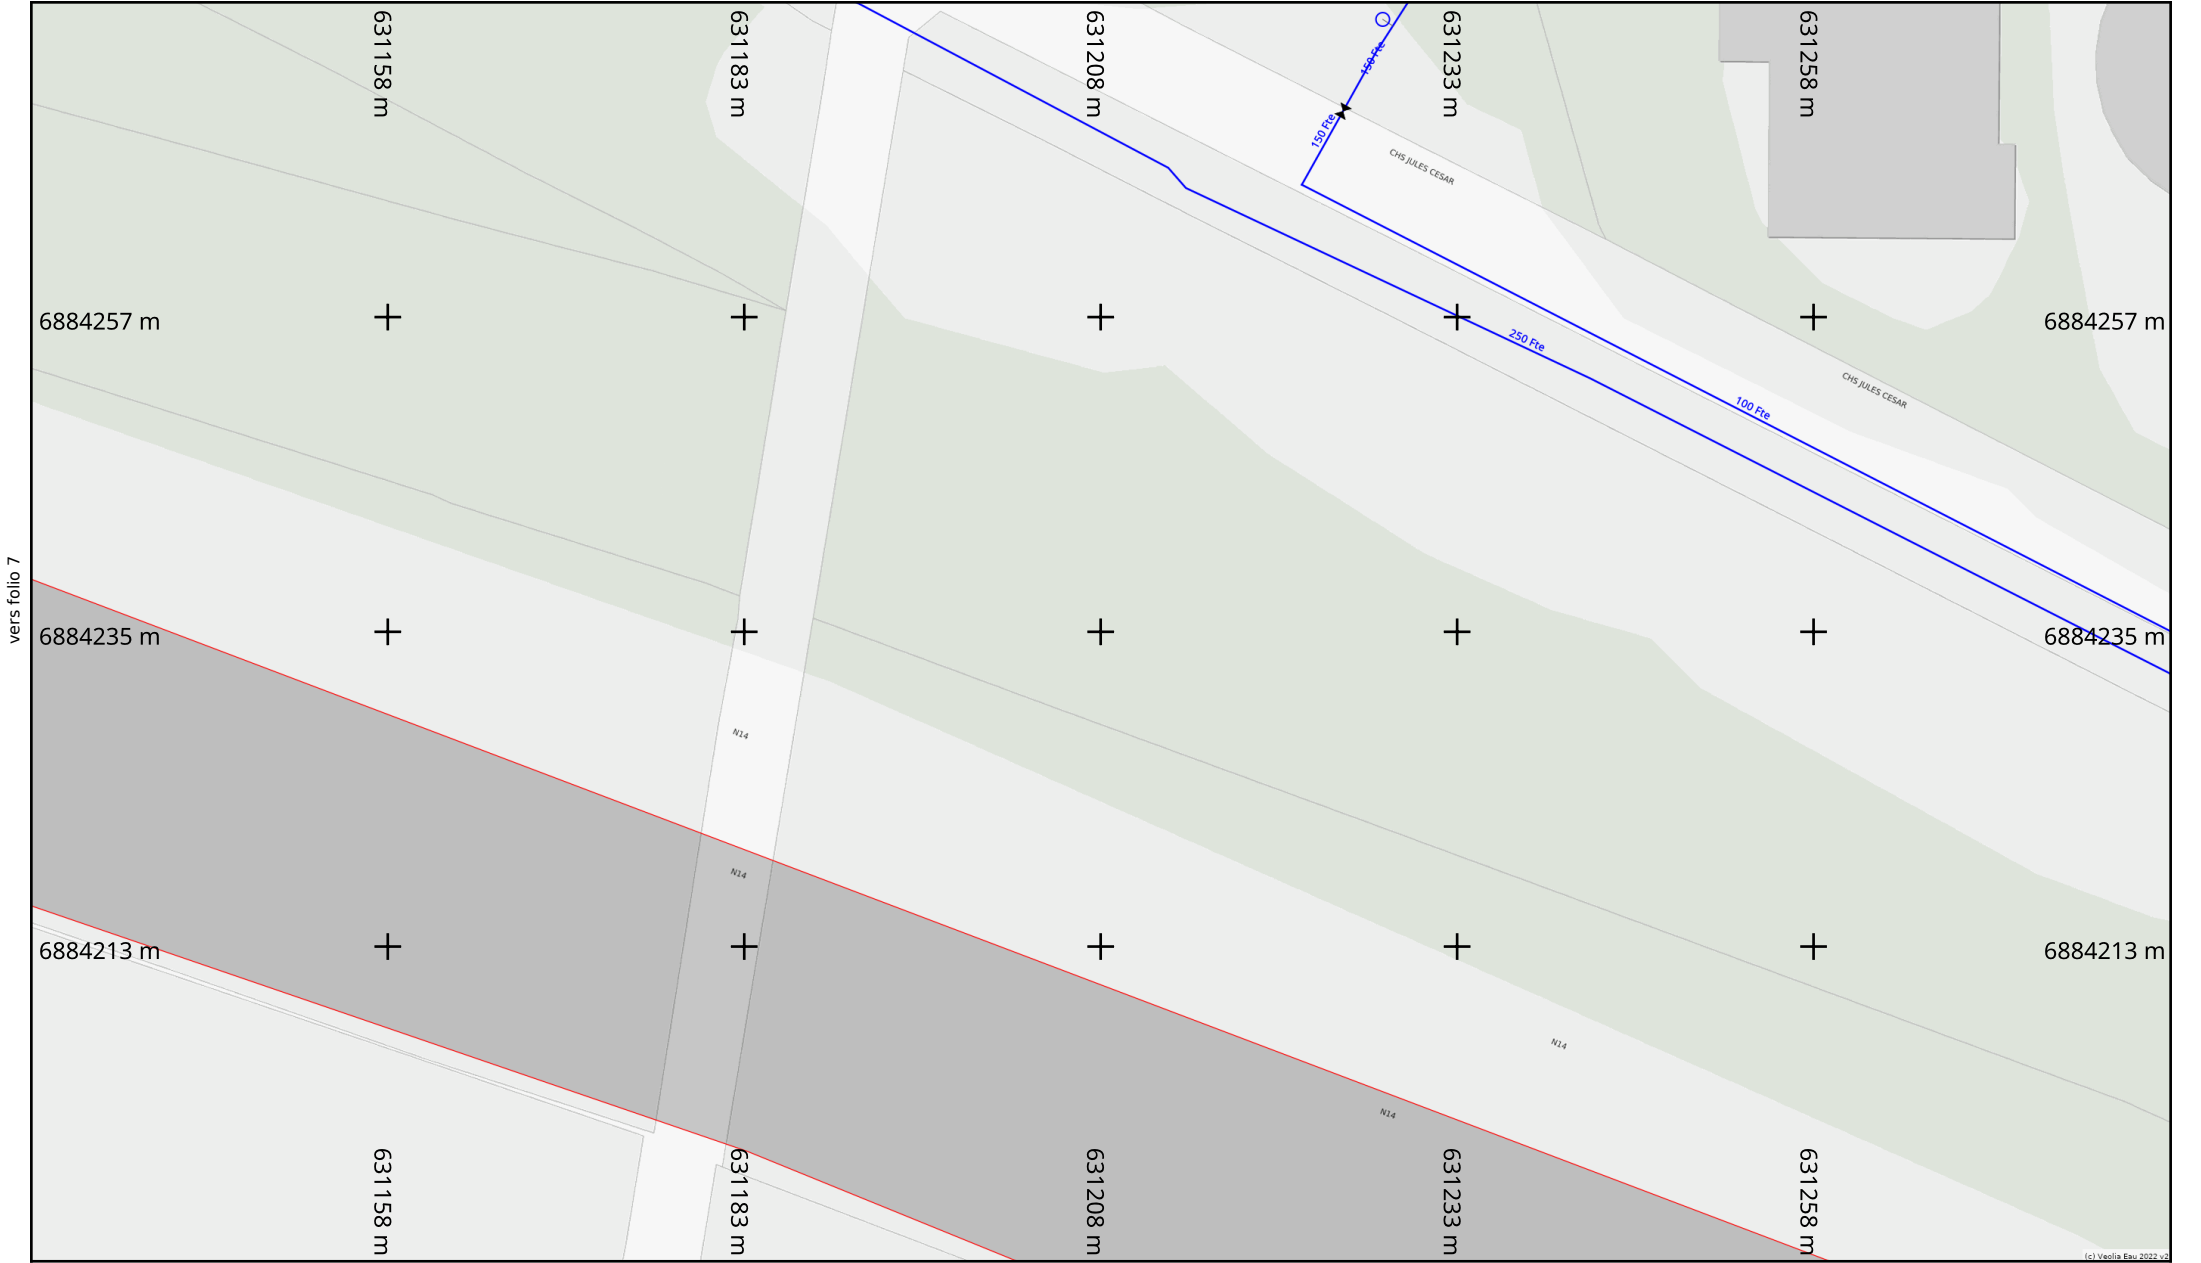 631158 m
631183 m
631208 m
631233 m
631258 m
150 Fte
150 Fte
CHS JULES CESAR
6884257 m
6884257 m
250 Fte
CHS JULES CESAR
100 Fte
vers folio 7
6884235 m
6884235 m
N14
N14
6884213 m
6884213 m
N14
N14
631158 m
631183 m
631208 m
631233 m
631258 m
(c) Veolia Eau 2022 v2